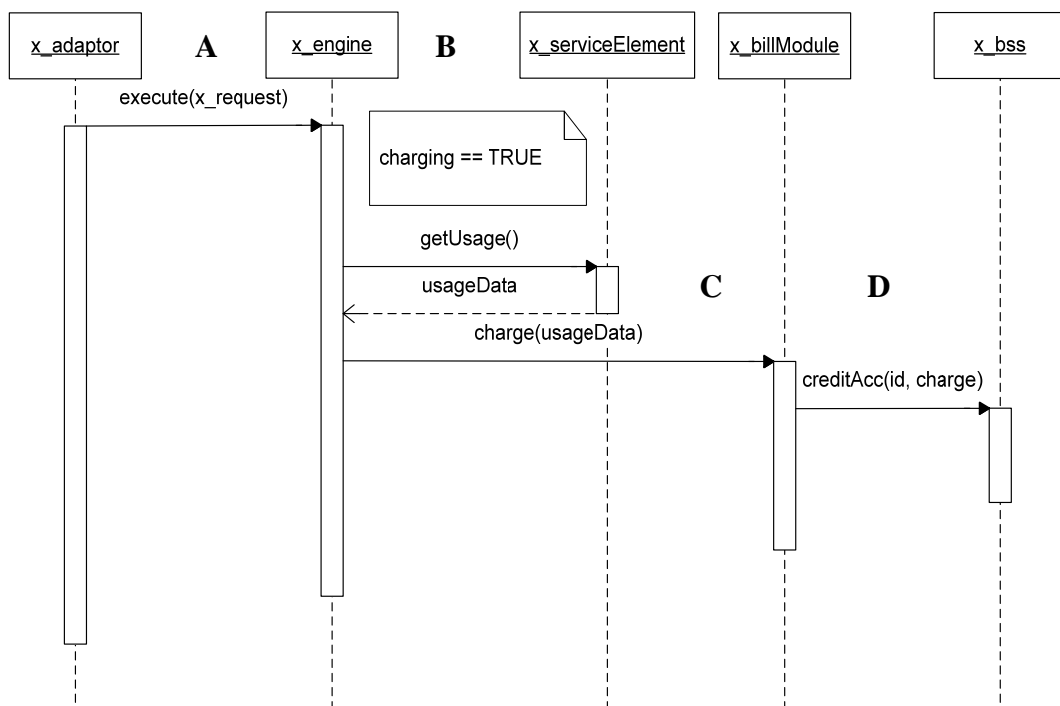 x_adaptor
A
x_engine
B
x_serviceElement
x_billModule
x_bss
execute(x_request)
charging == TRUE
getUsage()
usageData
C
D
charge(usageData)
creditAcc(id, charge)